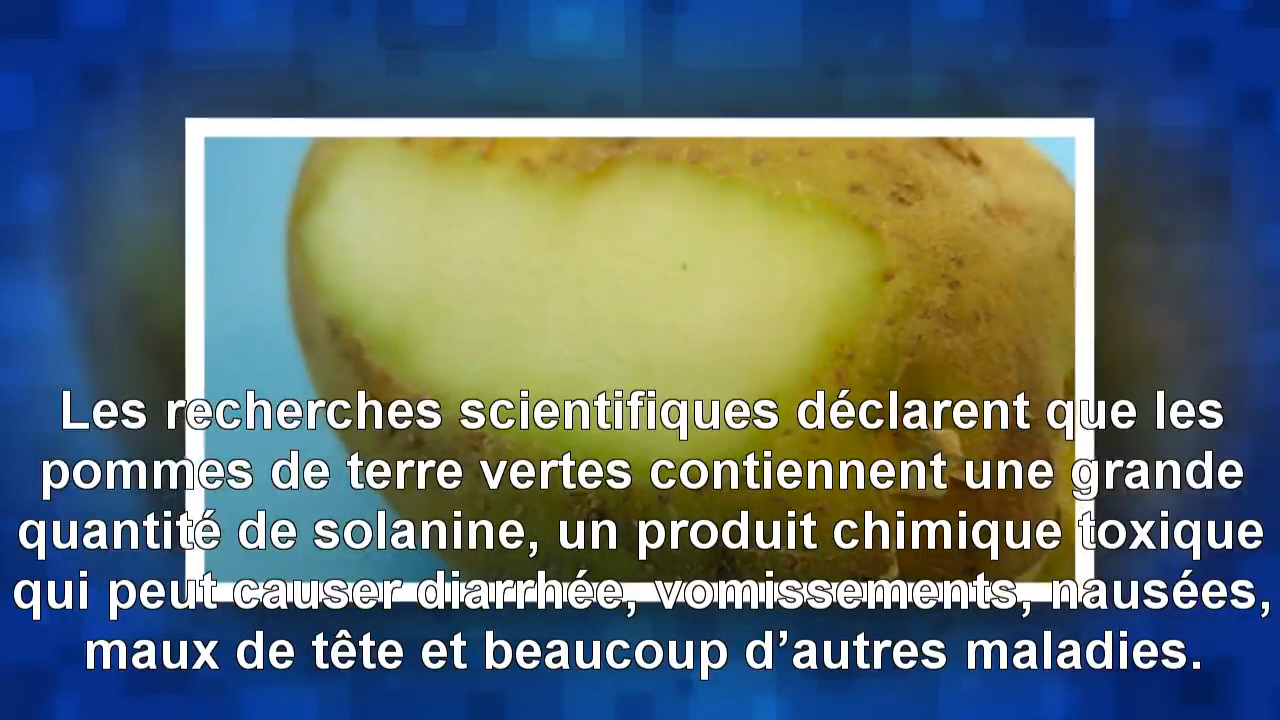 Les recherches scientifiques déclarent que les
pommes de terre vertes contiennent une grande
quantité de solanine, un produit chimique toxique
qui peut causer diarrhée, vomissements, nausées,
maux de tête et beaucoup d’autres maladies.